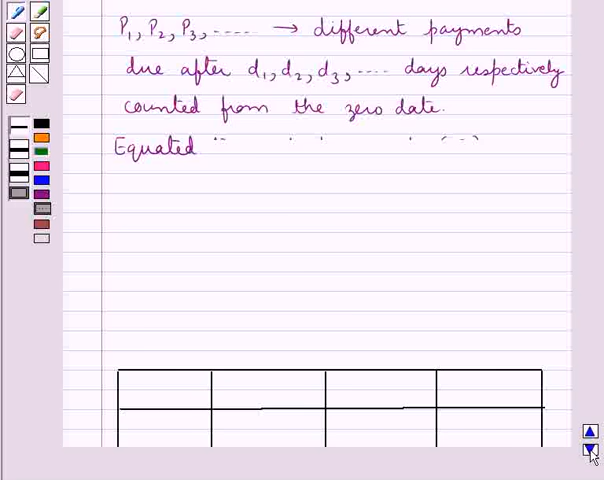 P₁, P₂, P₃, ..... → different payments
due after d₁, d₂, d₃, .... days respectively
counted from the zero date.
Equated